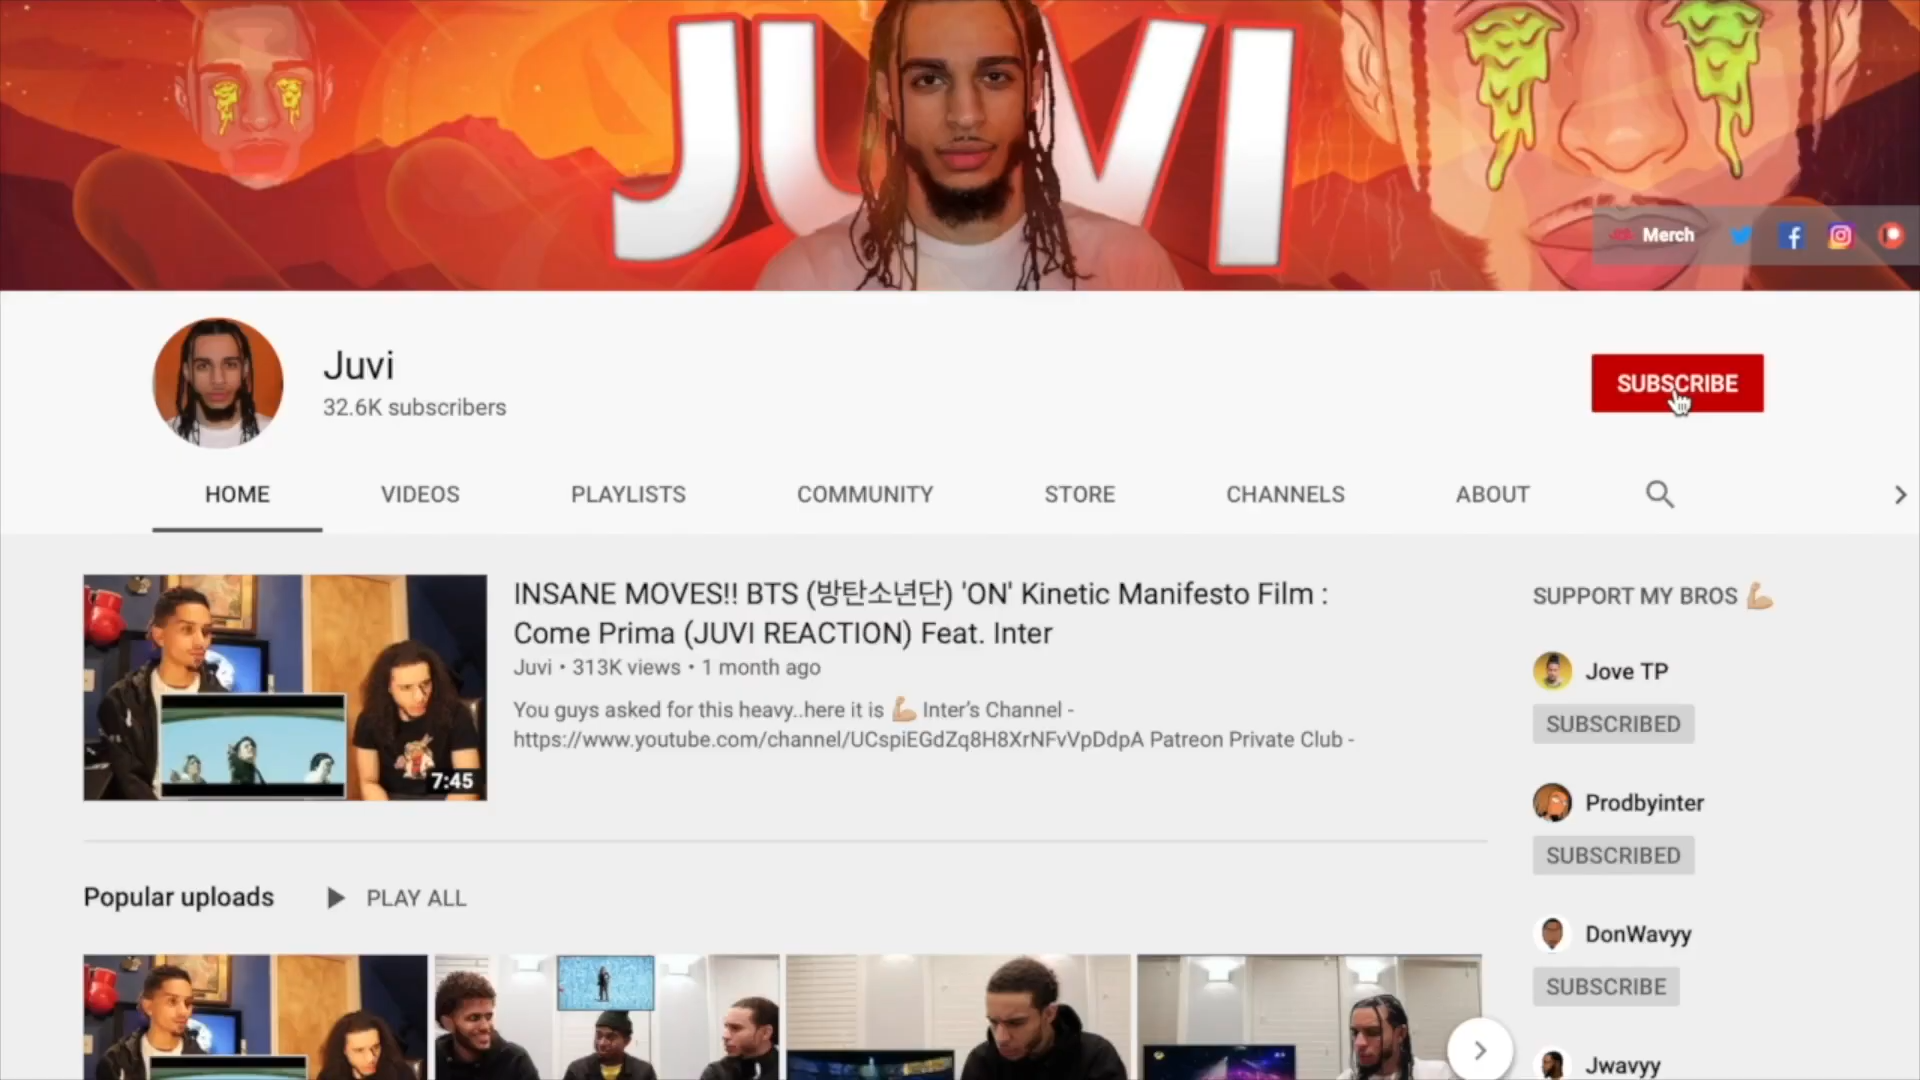 JUVI
Merch
Juvi
32.6K subscribers
SUBSCRIBE
HOME
VIDEOS
PLAYLISTS
COMMUNITY
STORE
CHANNELS
ABOUT
INSANE MOVES!! BTS (방탄소년단) 'ON' Kinetic Manifesto Film :
Come Prima (JUVI REACTION) Feat. Inter
Juvi • 313K views • 1 month ago
You guys asked for this heavy..here it is 💪🏼 Inter's Channel -
https://www.youtube.com/channel/UCspiEGdZq8H8XrNFvVpDdpA Patreon Private Club -
7:45
Popular uploads
PLAY ALL
SUPPORT MY BROS 💪🏼
Jove TP
SUBSCRIBED
Prodbyinter
SUBSCRIBED
DonWavyy
SUBSCRIBE
Jwavyy